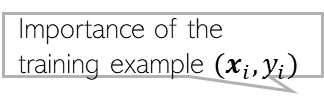 Importance of the
training example (𝒙ᵢ, yᵢ)